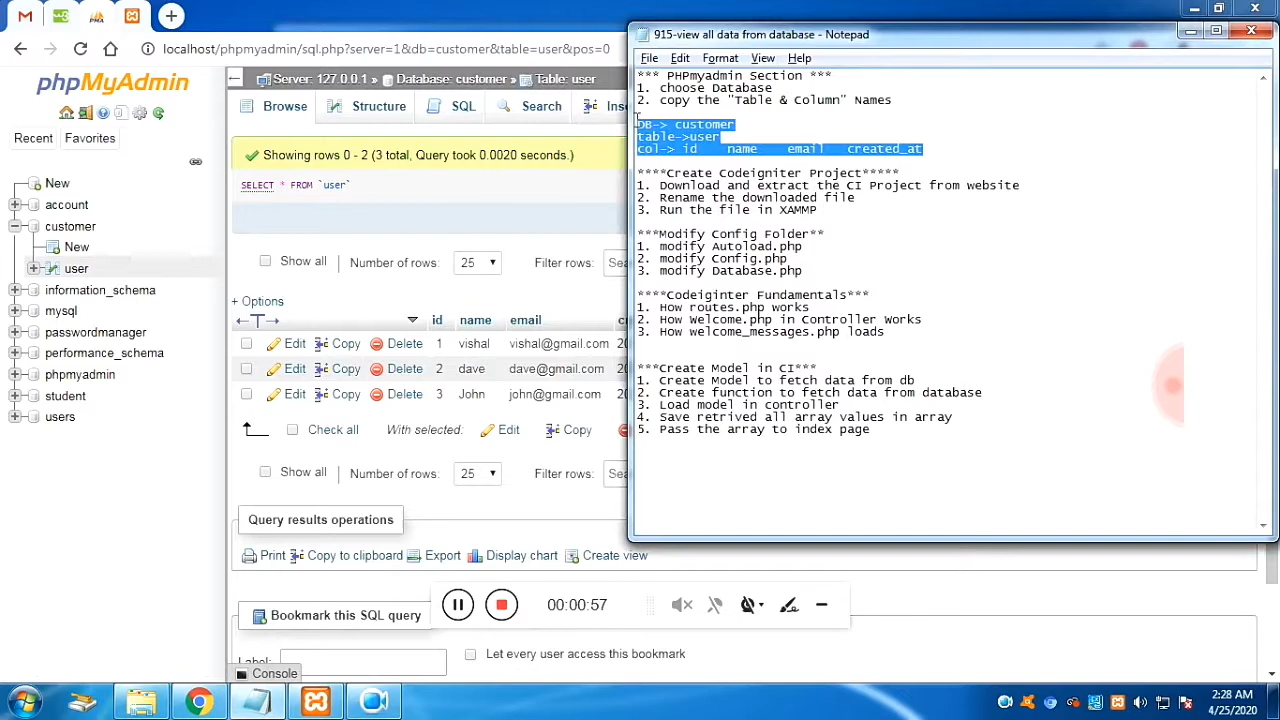 localhost/phpmyadmin/sql.php?server=1&db=customer&table=user&pos=0
phpMyAdmin
Recent
Favorites
New
account
customer
New
user
information_schema
mysql
passwordmanager
performance_schema
phpmyadmin
student
users
Server: 127.0.0.1 » Database: customer » Table: user
Browse
Structure
SQL
Search
Showing rows 0 - 2 (3 total, Query took 0.0020 seconds.)
SELECT * FROM `user`
Show all
Number of rows:
25
Filter rows:
+ Options
id name email
Edit Copy Delete 1 vishal vishal@gmail.com
Edit Copy Delete 2 dave dave@gmail.com
Edit Copy Delete 3 John john@gmail.com
Check all
With selected:
Edit
Copy
Show all
Number of rows:
25
Filter rows:
Query results operations
Print Copy to clipboard Export Display chart Create view
Bookmark this SQL query
Label:
Let every user access this bookmark
Console
00:00:57
915-view all data from database - Notepad
File Edit Format View Help
*** PHPmyadmin Section ***
1. choose Database
2. copy the "Table & Column" Names
DB-> customer
table->user
col-> id name email created_at
****Create Codeigniter Project*****
1. Download and extract the CI Project from website
2. Rename the downloaded file
3. Run the file in XAMMP
***Modify Config Folder**
1. modify Autoload.php
2. modify Config.php
3. modify Database.php
****Codeiginter Fundamentals***
1. How routes.php works
2. How Welcome.php in Controller Works
3. How welcome_messages.php loads
***Create Model in CI***
1. Create Model to fetch data from db
2. Create function to fetch data from database
3. Load model in controller
4. Save retrived all array values in array
5. Pass the array to index page
2:28 AM
4/25/2020